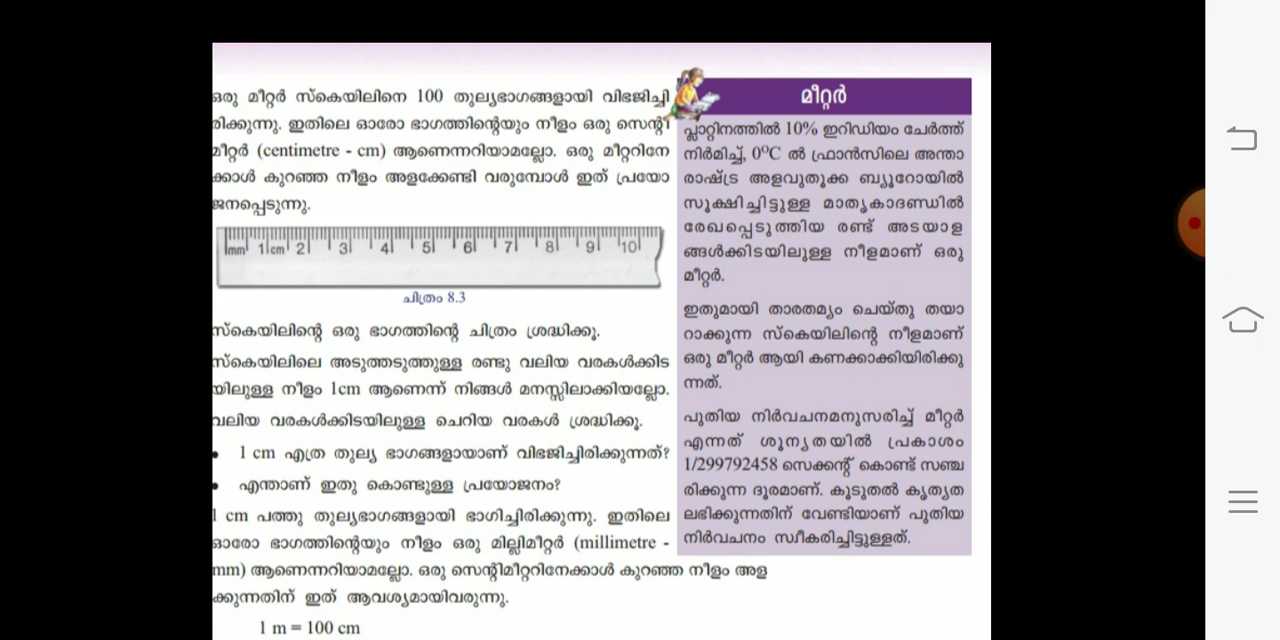 ഒരു മീറ്റർ സ്കെയിലിനെ 100 തുല്യഭാഗങ്ങളായി വിഭജിച്ചി
രിക്കുന്നു. ഇതിലെ ഓരോ ഭാഗത്തിന്റെയും നീളം ഒരു സെന്റി
മീറ്റർ (centimetre - cm) ആണെന്നറിയാമല്ലോ. ഒരു മീറ്ററിനേ
ക്കാൾ കുറഞ്ഞ നീളം അളക്കേണ്ടി വരുമ്പോൾ ഇത് പ്രയോ
ജനപ്പെടുന്നു.
mm 1 cm 2 3 4 5 6 7 8 9 10
ചിത്രം 8.3
സ്കെയിലിന്റെ ഒരു ഭാഗത്തിന്റെ ചിത്രം ശ്രദ്ധിക്കൂ.
സ്കെയിലിലെ അടുത്തടുത്തുള്ള രണ്ടു വലിയ വരകൾക്കിട
യിലുള്ള നീളം 1cm ആണെന്ന് നിങ്ങൾ മനസ്സിലാക്കിയല്ലോ.
വലിയ വരകൾക്കിടയിലുള്ള ചെറിയ വരകൾ ശ്രദ്ധിക്കൂ.
• 1 cm എത്ര തുല്യ ഭാഗങ്ങളായാണ് വിഭജിച്ചിരിക്കുന്നത്?
• എന്താണ് ഇതു കൊണ്ടുള്ള പ്രയോജനം?
1 cm പത്തു തുല്യഭാഗങ്ങളായി ഭാഗിച്ചിരിക്കുന്നു. ഇതിലെ
ഓരോ ഭാഗത്തിന്റെയും നീളം ഒരു മില്ലിമീറ്റർ (millimetre -
mm) ആണെന്നറിയാമല്ലോ. ഒരു സെന്റിമീറ്ററിനേക്കാൾ കുറഞ്ഞ നീളം അള
ക്കുന്നതിന് ഇത് ആവശ്യമായിവരുന്നു.
1 m = 100 cm
മീറ്റർ
പ്ലാറ്റിനത്തിൽ 10% ഇറിഡിയം ചേർത്ത്
നിർമിച്ച്, 0°C ൽ ഫ്രാൻസിലെ അന്താ
രാഷ്ട്ര അളവുതൂക്ക ബ്യൂറോയിൽ
സൂക്ഷിച്ചിട്ടുള്ള മാതൃകാദണ്ഡിൽ
രേഖപ്പെടുത്തിയ രണ്ട് അടയാള
ങ്ങൾക്കിടയിലുള്ള നീളമാണ് ഒരു
മീറ്റർ.
ഇതുമായി താരതമ്യം ചെയ്തു തയാ
റാക്കുന്ന സ്കെയിലിന്റെ നീളമാണ്
ഒരു മീറ്റർ ആയി കണക്കാക്കിയിരിക്കു
ന്നത്.
പുതിയ നിർവചനമനുസരിച്ച് മീറ്റർ
എന്നത് ശൂന്യതയിൽ പ്രകാശം
1/299792458 സെക്കന്റ് കൊണ്ട് സഞ്ച
രിക്കുന്ന ദൂരമാണ്. കൂടുതൽ കൃത്യത
ലഭിക്കുന്നതിന് വേണ്ടിയാണ് പുതിയ
നിർവചനം സ്വീകരിച്ചിട്ടുള്ളത്.